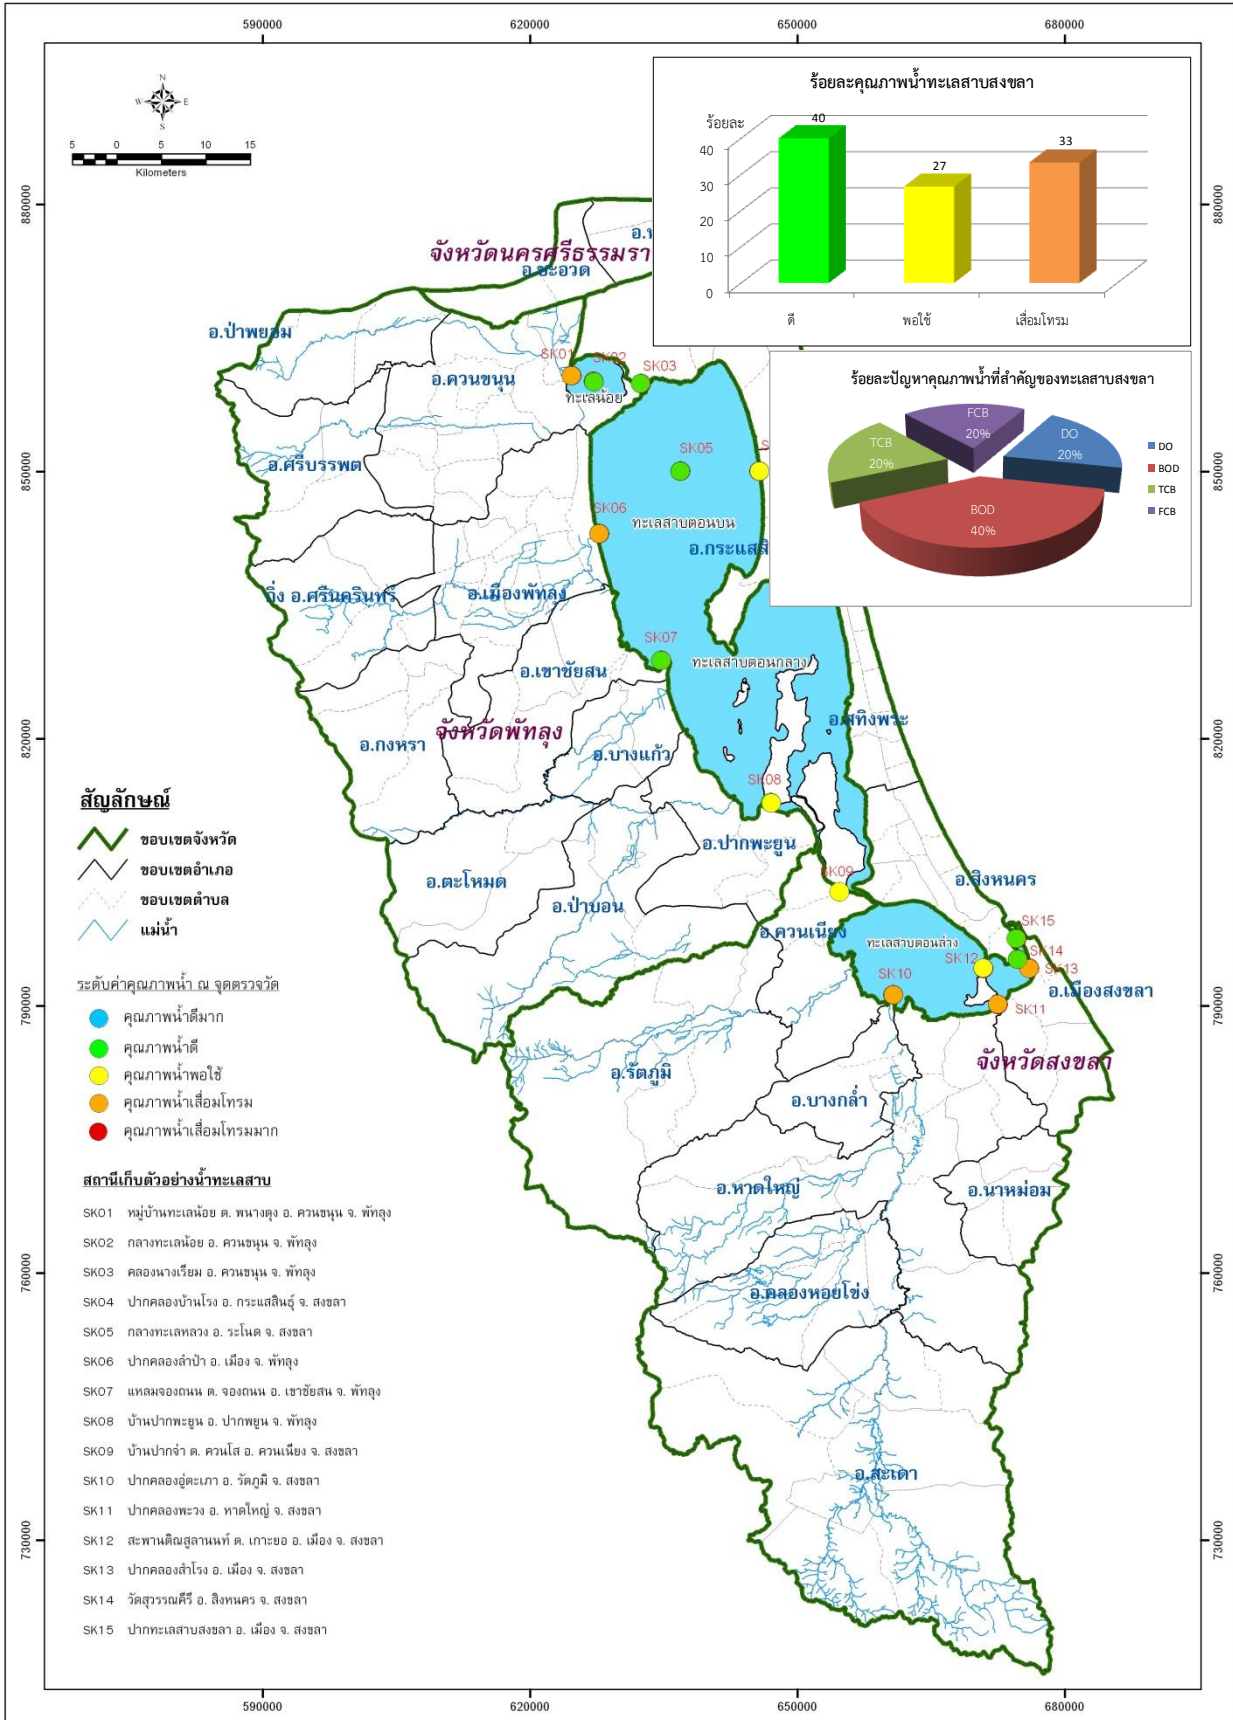 590000 620000 650000 680000
N
W E
S
5 0 5 10 15
Kilometers
ร้อยละคุณภาพน้ำทะเลสาบสงขลา
ร้อยละ
40
30
20
10
0
40
27
33
ดี พอใช้ เสื่อมโทรม
ร้อยละปัญหาคุณภาพน้ำที่สำคัญของทะเลสาบสงขลา
FCB
20%
DO
20%
TCB
20%
BOD
40%
DO
BOD
TCB
FCB
880000
850000
820000
790000
760000
730000
880000
850000
820000
790000
760000
730000
จังหวัดนครศรีธรรมรา
อ.ชะอวด
อ.ป่าพยอม
SK01
SK02
SK03
อ.ควนขนุน
ทะเลน้อย
อ.ศรีบรรพต
SK05
SK06
ทะเลสาบตอนบน
อ.กระแสสิ
กิ่ง อ.ศรีนครินทร์
อ.เมืองพัทลุง
SK07
ทะเลสาบตอนกลาง
อ.เขาชัยสน
อ.สทิงพระ
อ.กงหรา
จังหวัดพัทลุง
อ.บางแก้ว
SK08
อ.ปากพะยูน
อ.ตะโหมด
SK09
อ.สิงหนคร
อ.ป่าบอน
อ.ควนเนียง
ทะเลสาบตอนล่าง
SK15
SK14
SK13
SK12
SK10
SK11
อ.เมืองสงขลา
อ.รัตภูมิ
จังหวัดสงขลา
อ.บางกล่ำ
อ.หาดใหญ่
อ.นาหม่อม
อ.คลองหอยโข่ง
อ.สะเดา
สัญลักษณ์
ขอบเขตจังหวัด
ขอบเขตอำเภอ
ขอบเขตตำบล
แม่น้ำ
ระดับค่าคุณภาพน้ำ ณ จุดตรวจวัด
คุณภาพน้ำดีมาก
คุณภาพน้ำดี
คุณภาพน้ำพอใช้
คุณภาพน้ำเสื่อมโทรม
คุณภาพน้ำเสื่อมโทรมมาก
สถานีเก็บตัวอย่างน้ำทะเลสาบ
SK01 หมู่บ้านทะเลน้อย ต. พนางตุง อ. ควนขนุน จ. พัทลุง
SK02 กลางทะเลน้อย อ. ควนขนุน จ. พัทลุง
SK03 คลองนางเรียม อ. ควนขนุน จ. พัทลุง
SK04 ปากคลองบ้านโรง อ. กระแสสินธุ์ จ. สงขลา
SK05 กลางทะเลหลวง อ. ระโนด จ. สงขลา
SK06 ปากคลองลำปำ อ. เมือง จ. พัทลุง
SK07 แหลมจองถนน ต. จองถนน อ. เขาชัยสน จ. พัทลุง
SK08 บ้านปากพะยูน อ. ปากพยูน จ. พัทลุง
SK09 บ้านปากจ่า ต. ควนโส อ. ควนเนียง จ. สงขลา
SK10 ปากคลองอู่ตะเภา อ. รัตภูมิ จ. สงขลา
SK11 ปากคลองพะวง อ. หาดใหญ่ จ. สงขลา
SK12 สะพานติณสูลานนท์ ต. เกาะยอ อ. เมือง จ. สงขลา
SK13 ปากคลองสำโรง อ. เมือง จ. สงขลา
SK14 วัดสุวรรณคีรี อ. สิงหนคร จ. สงขลา
SK15 ปากทะเลสาบสงขลา อ. เมือง จ. สงขลา
590000 620000 650000 680000